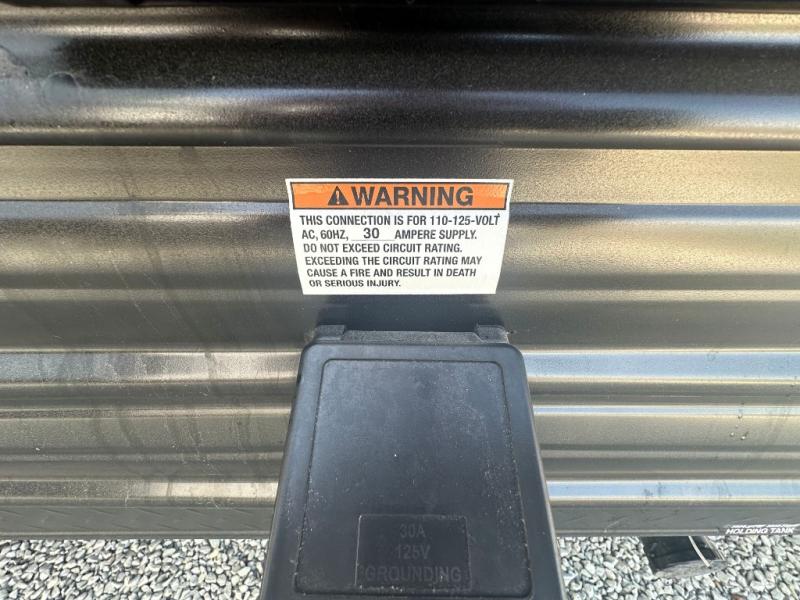 WARNING
THIS CONNECTION IS FOR 110-125-VOLT
AC, 60HZ, 30 AMPERE SUPPLY.
DO NOT EXCEED CIRCUIT RATING.
EXCEEDING THE CIRCUIT RATING MAY
CAUSE A FIRE AND RESULT IN DEATH
OR SERIOUS INJURY.
30A
125V
GROUNDING
HOLDING TANK